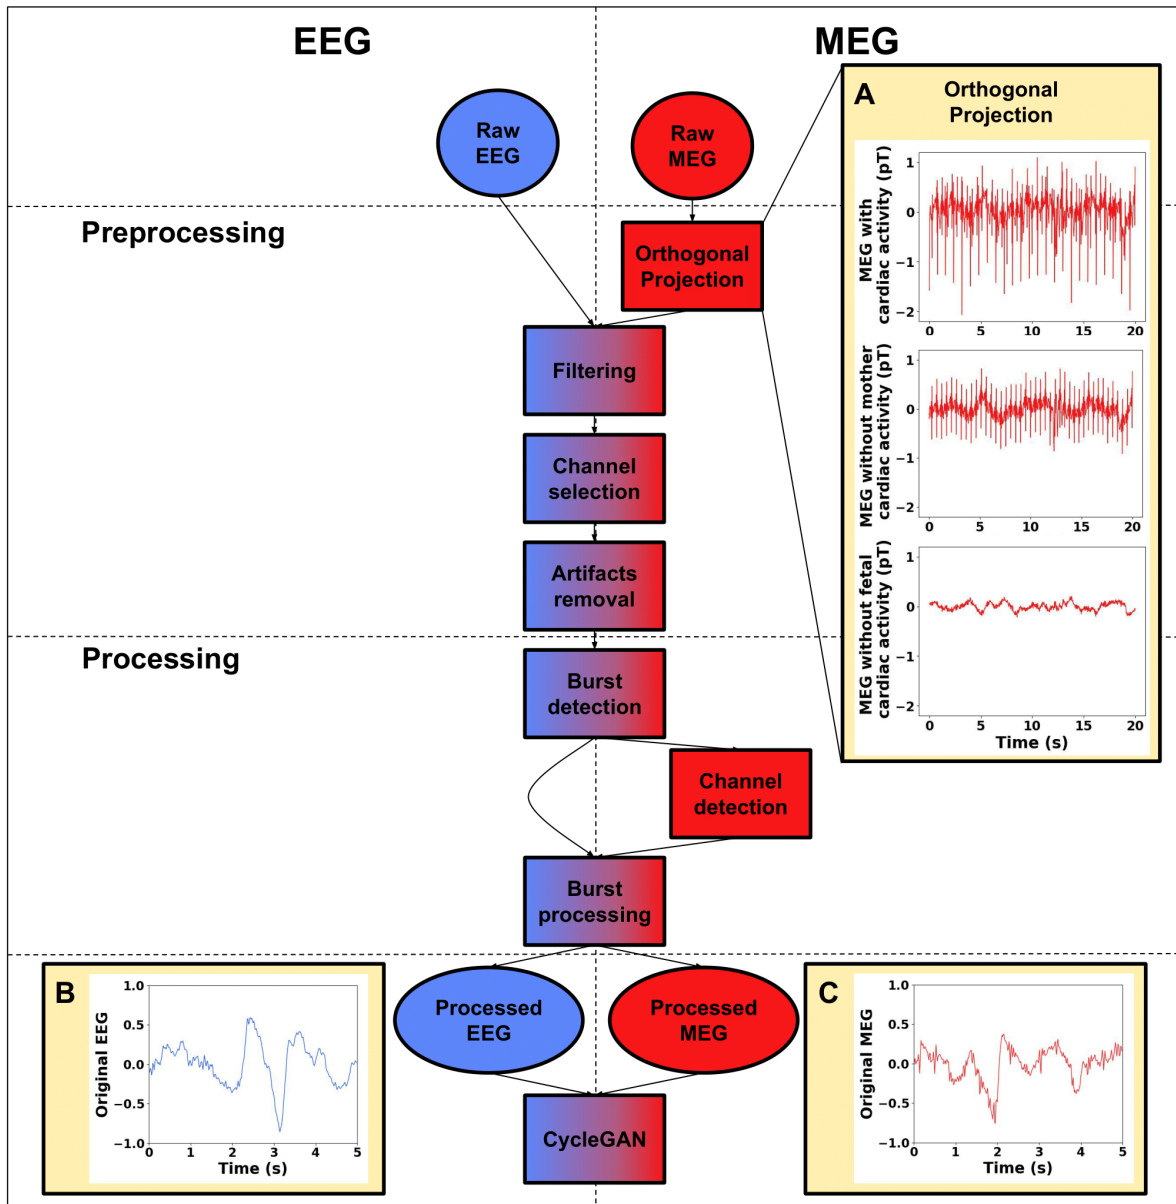 EEG
MEG
Raw
EEG
Raw
MEG
Preprocessing
Orthogonal
Projection
Filtering
Channel
selection
Artifacts
removal
Processing
Burst
detection
Channel
detection
Burst
processing
Processed
EEG
Processed
MEG
CycleGAN
A
Orthogonal
Projection
MEG with
cardiac activity (pT)
1
0
−1
−2
0 5 10 15 20
MEG without mother
cardiac activity (pT)
1
0
−1
−2
0 5 10 15 20
MEG without fetal
cardiac activity (pT)
1
0
−1
−2
0 5 10 15 20
Time (s)
B
Original EEG
1.0
0.5
0.0
−0.5
−1.0
0 1 2 3 4 5
Time (s)
C
Original MEG
1.0
0.5
0.0
−0.5
−1.0
0 1 2 3 4 5
Time (s)